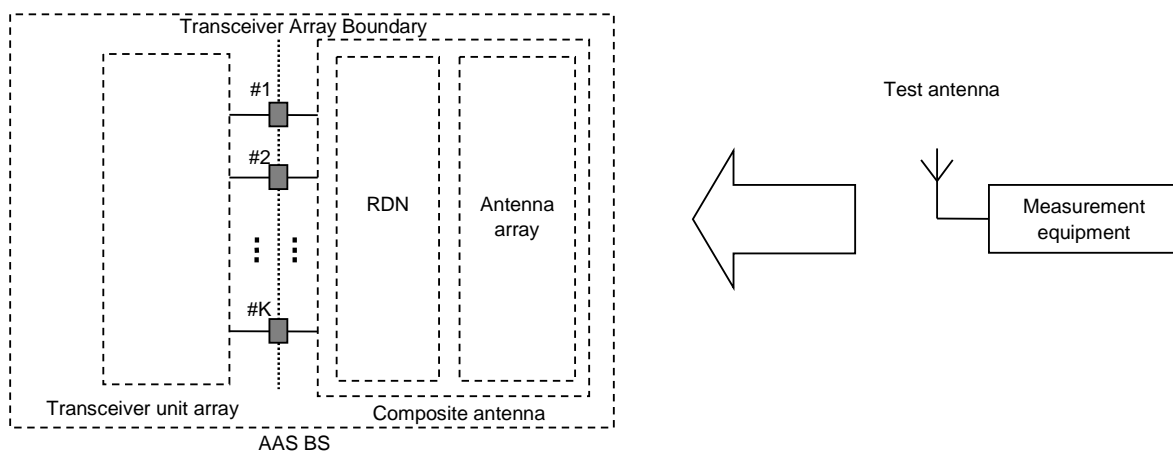 Transceiver Array Boundary
#1
#2
#K
RDN
Antenna
array
Transceiver unit array
Composite antenna
AAS BS
Test antenna
Measurement
equipment